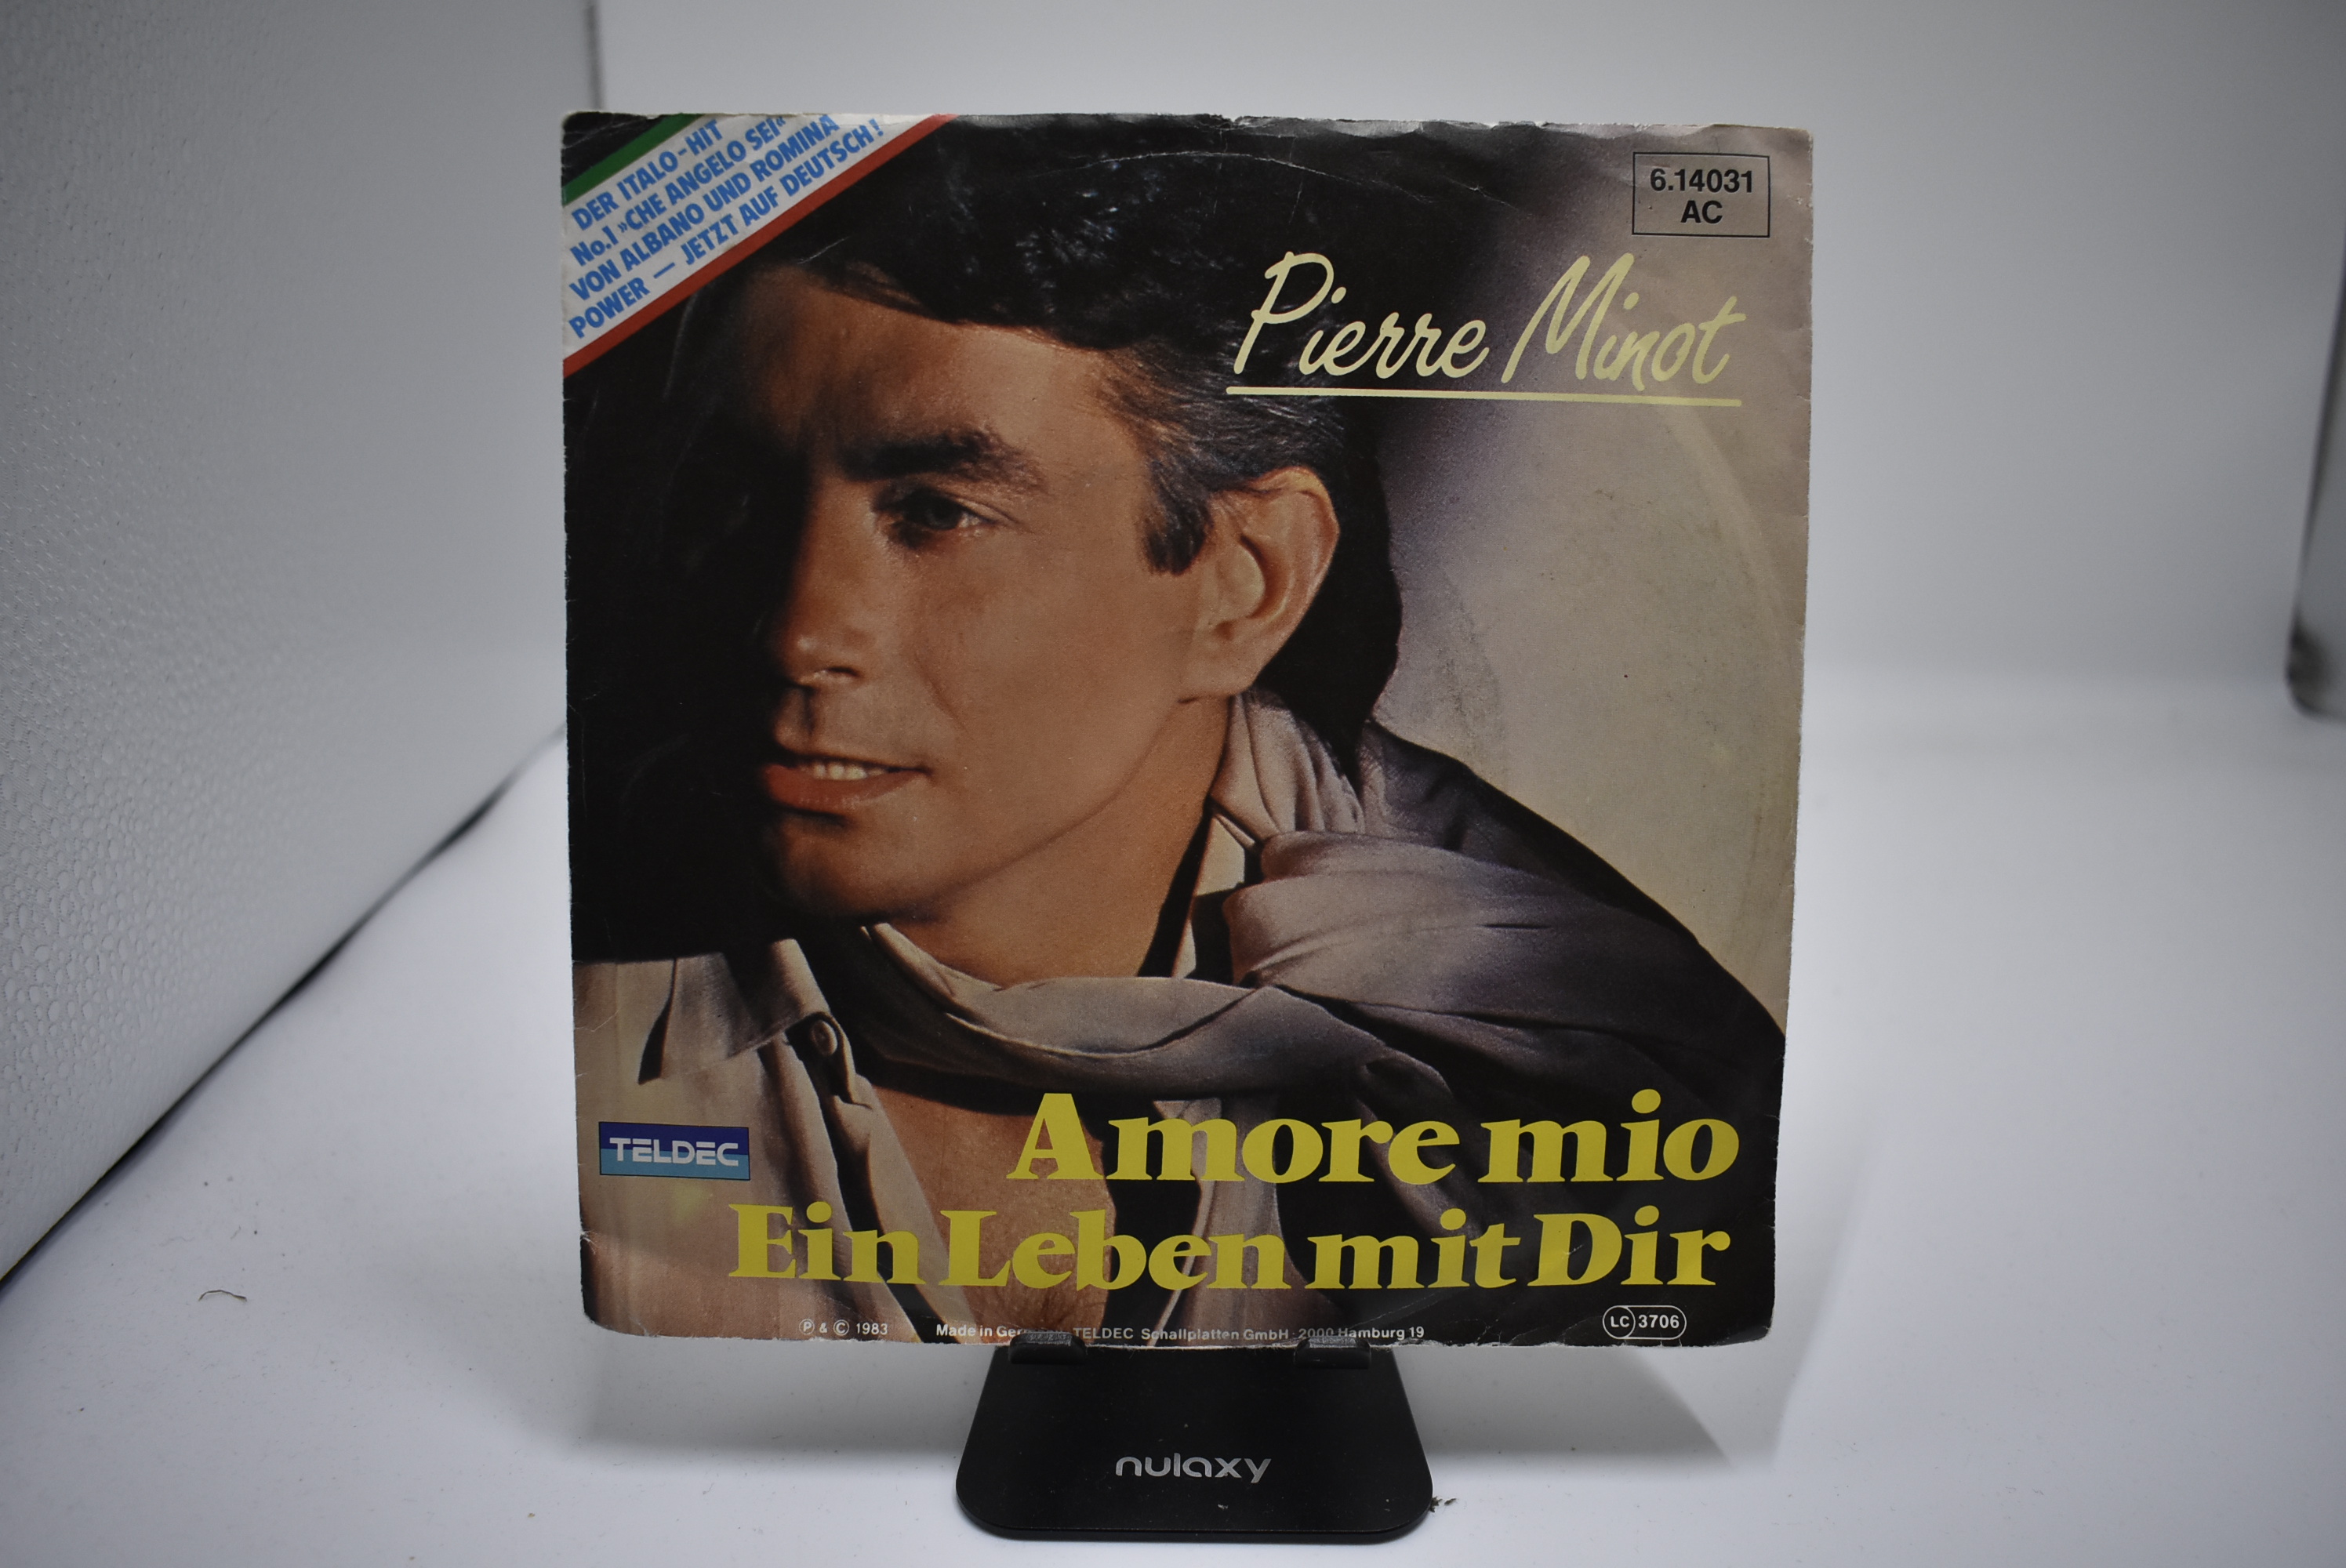 DER ITALO-HIT
No.1 »CHE ANGELO SEI«
VON ALBANO UND ROMINA
POWER — JETZT AUF DEUTSCH!
6.14031
AC
Pierre Minot
TELDEC
Amore mio
Ein Leben mit Dir
Ⓟ & © 1983 Made in TELDEC Schallplatten GmbH · 2000 Hamburg 19
LC 3706
nulaxy